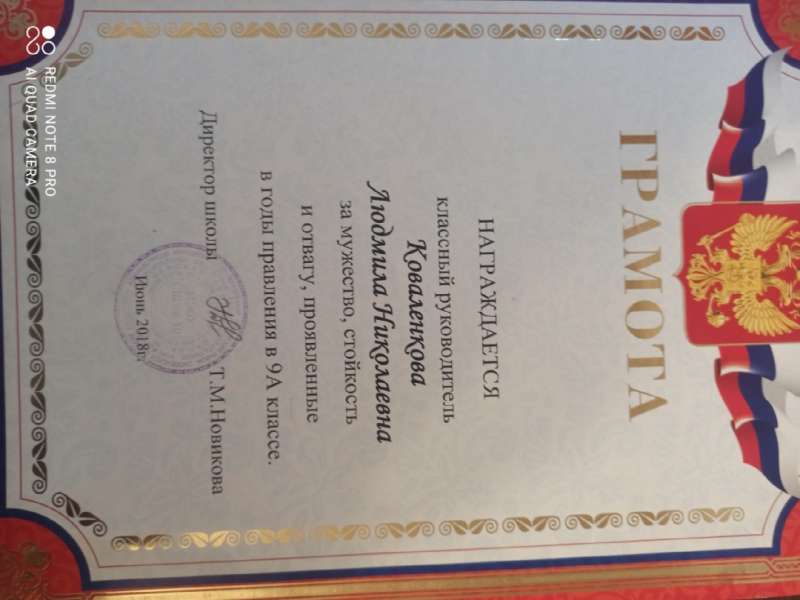 ГРАМОТА
НАГРАЖДАЕТСЯ
классный руководитель
Коваленкова
Людмила Николаевна
за мужество, стойкость
и отвагу, проявленные
в годы правления в 9А классе.
Директор школы Т.М.Новикова
Июнь 2018г.
REDMI NOTE 8 PRO
AI QUAD CAMERA